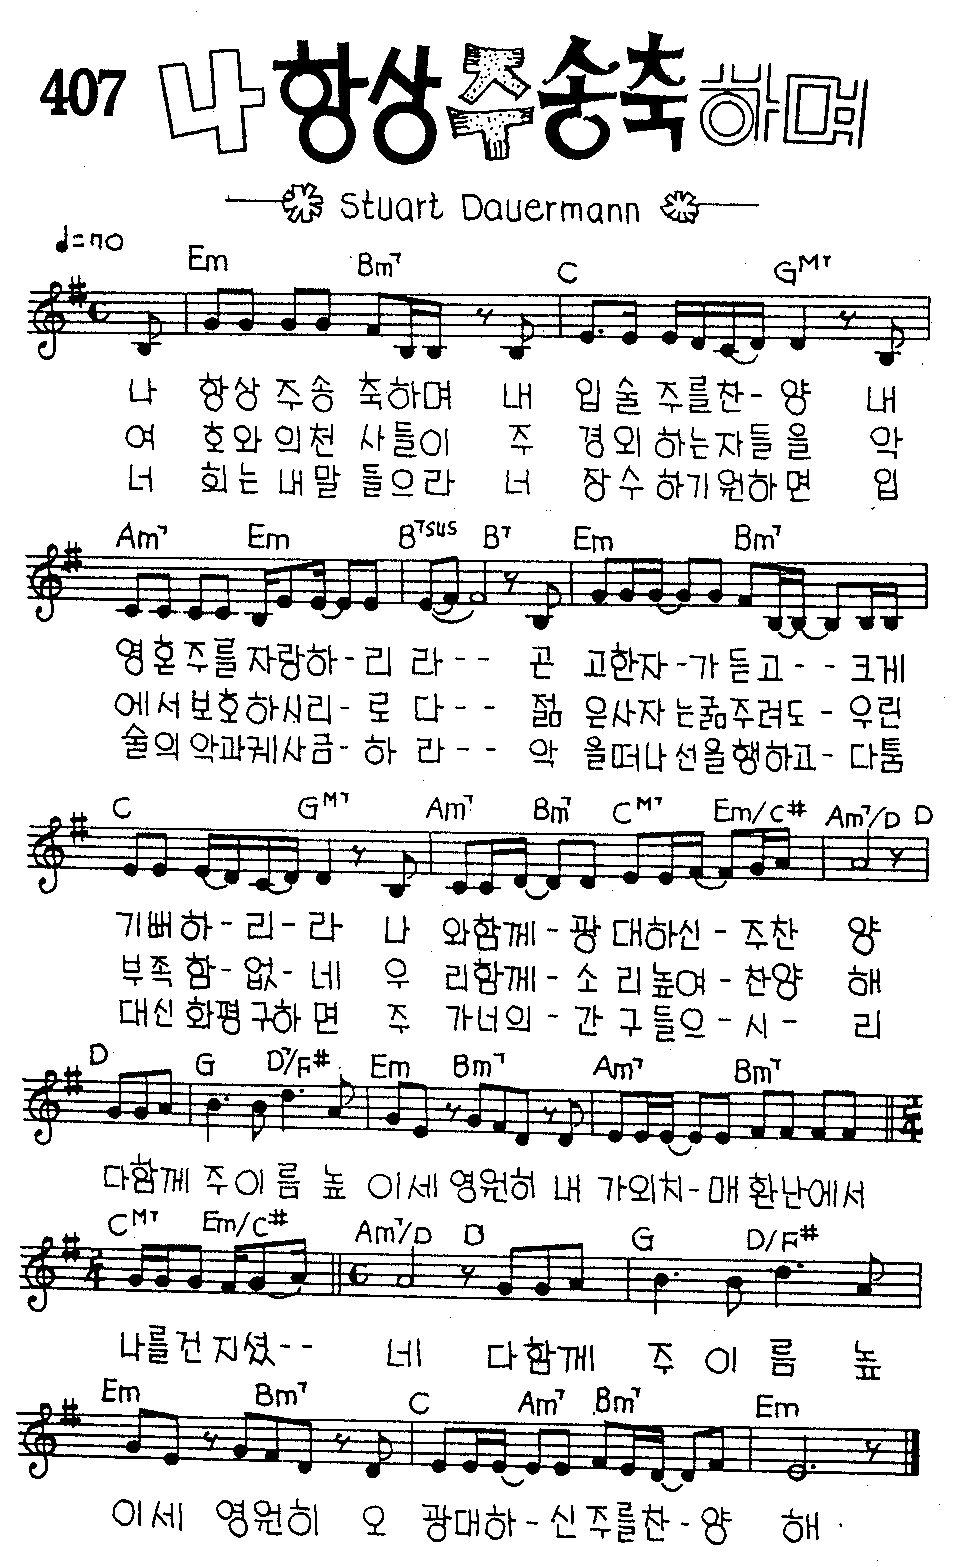 407 나 항상 주 송축하며
Stuart Dauermann
♩=70
Em Bm7 C GM7
나 항상 주송 축하며 내 입술 주를찬- 양 내
여 호와 의천 사들이 주 경외 하는자들을 악
너 희는 내말 들으라 너 장수 하기원하면 입
Am7 Em B7sus B7 Em Bm7
영혼 주를 자랑하-리 라-- 곤 고한자-가 듣고-- 크게
에서 보호하시리-로 다-- 젊 은사자는굶주려도- 우린
술의 악과궤사금-하 라-- 악 을떠나 선을행하고- 다툼
C GM7 Am7 Bm7 CM7 Em/C# Am7/D D
기뻐하-리-라 나 와함께-광 대하신-주찬 양
부족 함-없-네 우 리함께-소 리높여-찬양 해
대신 화평구하면 주 가너의-간 구들으-시- 리
D G D7/F# Em Bm7 Am7 Bm7
다함께 주이름 높 이세 영원히 내 가외치-매 환난에서
CM7 Em/C# Am7/D D G D/F#
나를건 지셨-- 네 다함께 주 이 름 높
Em Bm7 C Am7 Bm7 Em
이세 영원히 오 광대하-신 주를찬-양 해